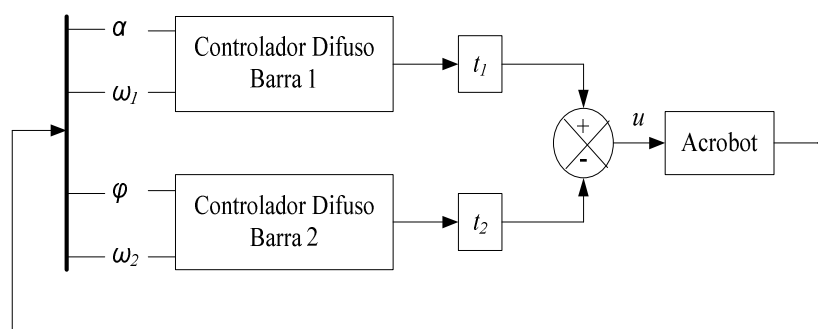 α
ω1
Controlador Difuso
Barra 1
t1
+
-
u
Acrobot
φ
ω2
Controlador Difuso
Barra 2
t2